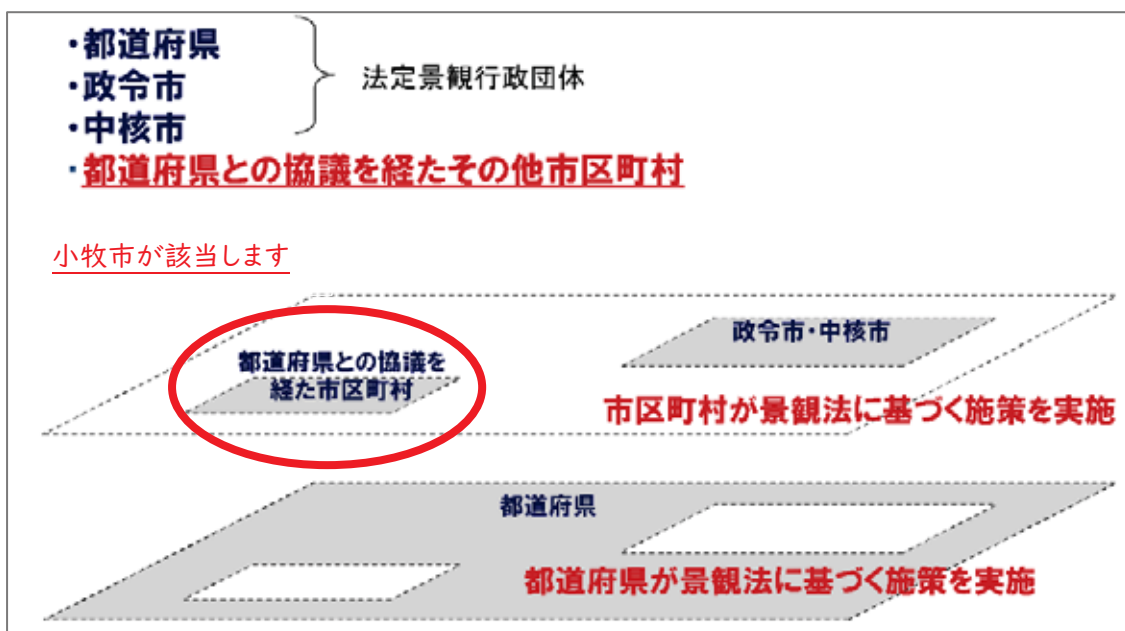 ・都道府県
・政令市
・中核市
法定景観行政団体
・都道府県との協議を経たその他市区町村
小牧市が該当します
政令市・中核市
都道府県との協議を
経た市区町村
市区町村が景観法に基づく施策を実施
都道府県
都道府県が景観法に基づく施策を実施